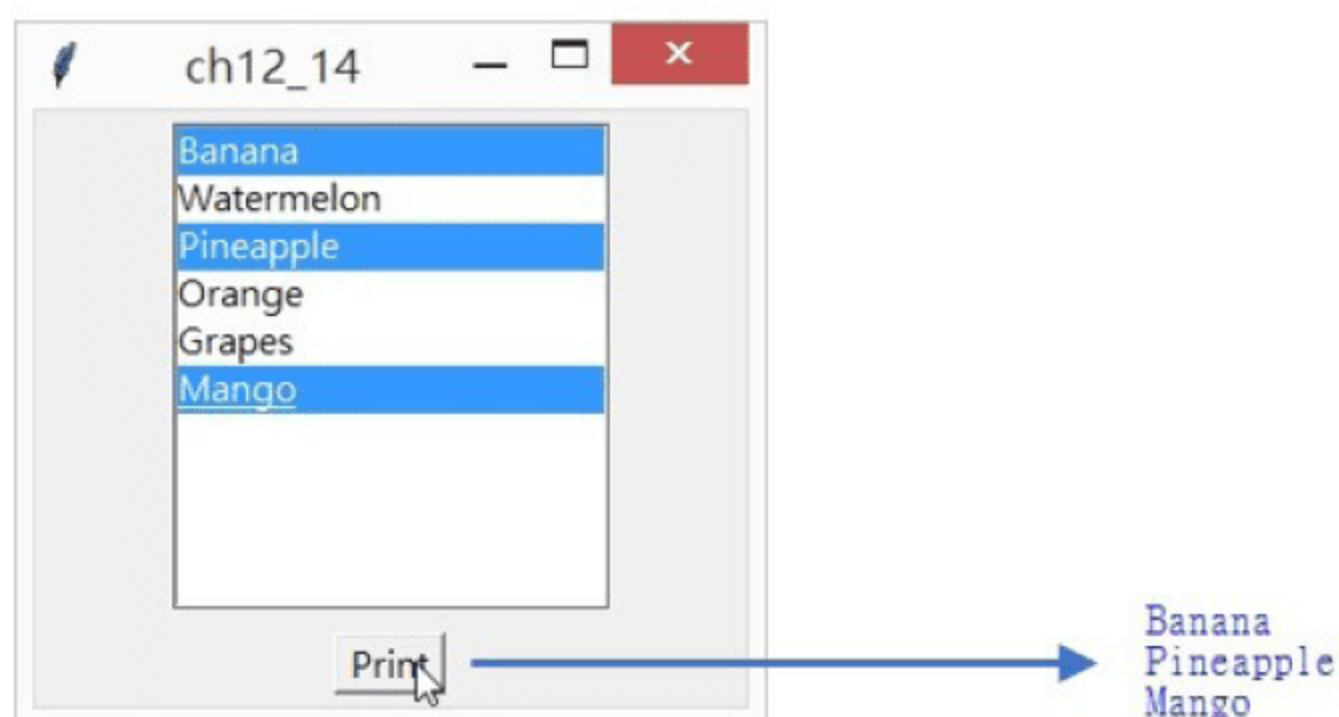 ch12_14
Banana
Watermelon
Pineapple
Orange
Grapes
Mango
Print
Banana
Pineapple
Mango